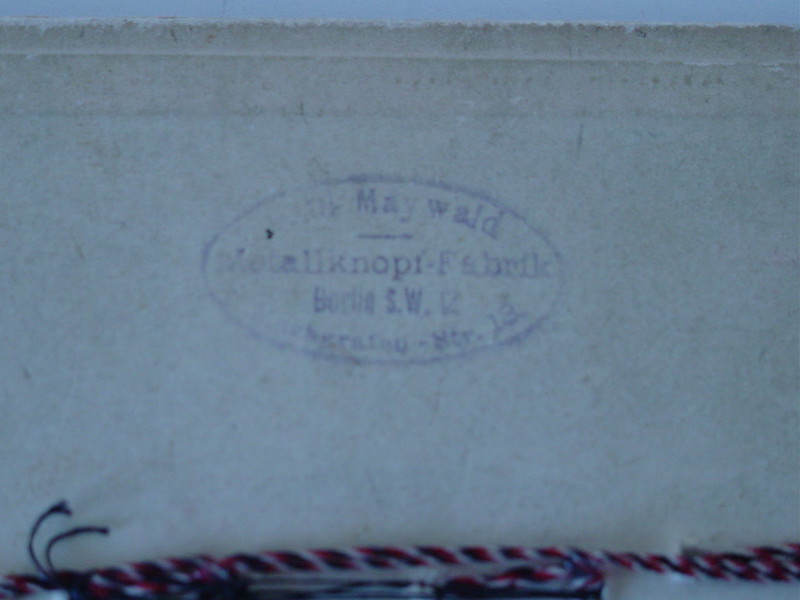 Maywald
Metallknopf-Fabrik
Berlin S.W. 12
-Str. 13.